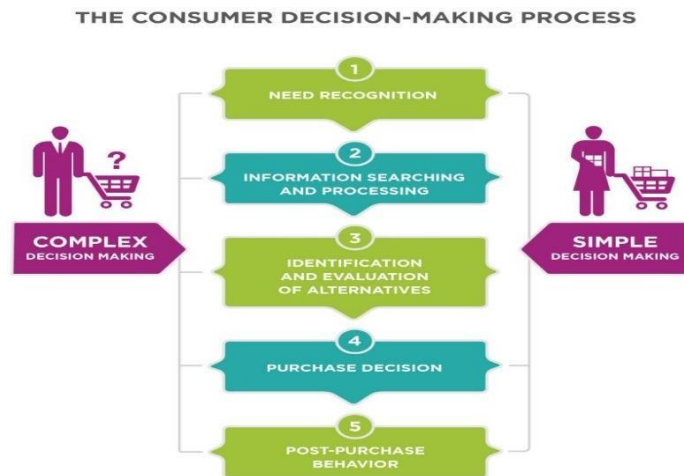 THE CONSUMER DECISION-MAKING PROCESS
1
NEED RECOGNITION
2
INFORMATION SEARCHING
AND PROCESSING
?
COMPLEX
DECISION MAKING
3
IDENTIFICATION
AND EVALUATION
OF ALTERNATIVES
SIMPLE
DECISION MAKING
4
PURCHASE DECISION
5
POST-PURCHASE
BEHAVIOR